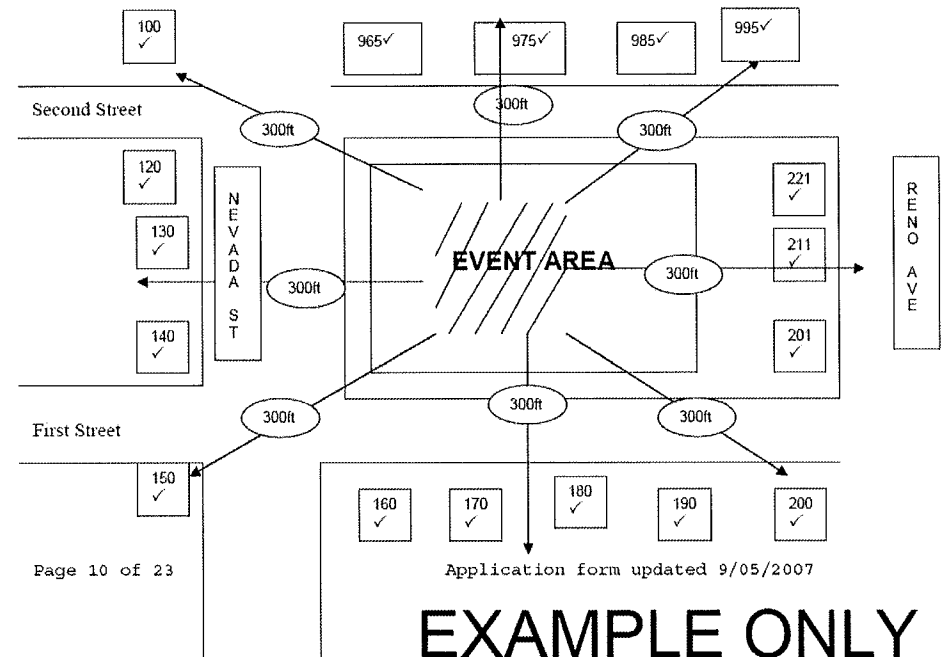 100
✓
965✓
975✓
985✓
995✓
Second Street
300ft
300ft
300ft
120
✓
130
✓
140
✓
NEVADA ST
300ft
EVENT AREA
300ft
221
✓
211
✓
201
✓
RENO AVE
300ft
300ft
300ft
First Street
150
✓
160
✓
170
✓
180
✓
190
✓
200
✓
Page 10 of 23
Application form updated 9/05/2007
EXAMPLE ONLY